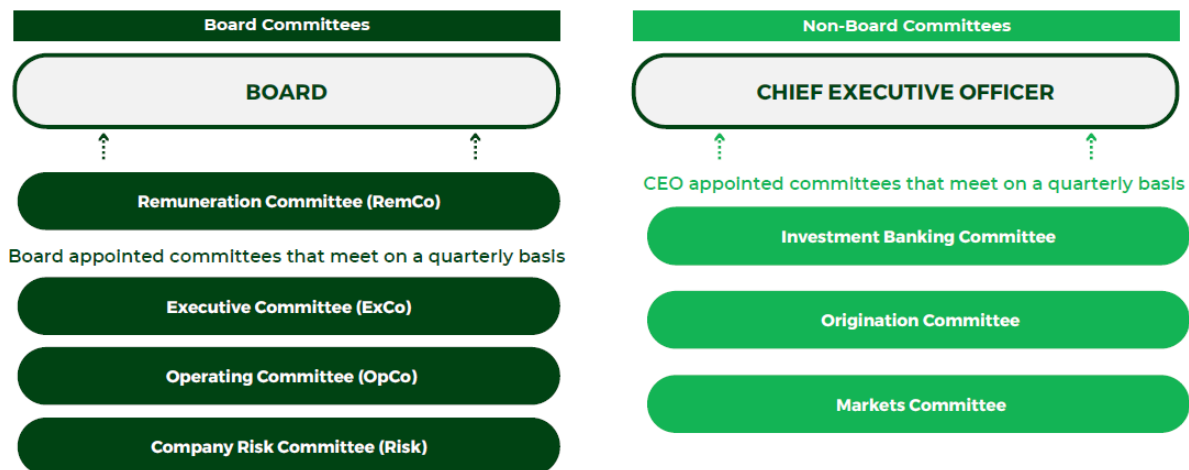 Board Committees
BOARD
Remuneration Committee (RemCo)
Board appointed committees that meet on a quarterly basis
Executive Committee (ExCo)
Operating Committee (OpCo)
Company Risk Committee (Risk)
Non-Board Committees
CHIEF EXECUTIVE OFFICER
CEO appointed committees that meet on a quarterly basis
Investment Banking Committee
Origination Committee
Markets Committee